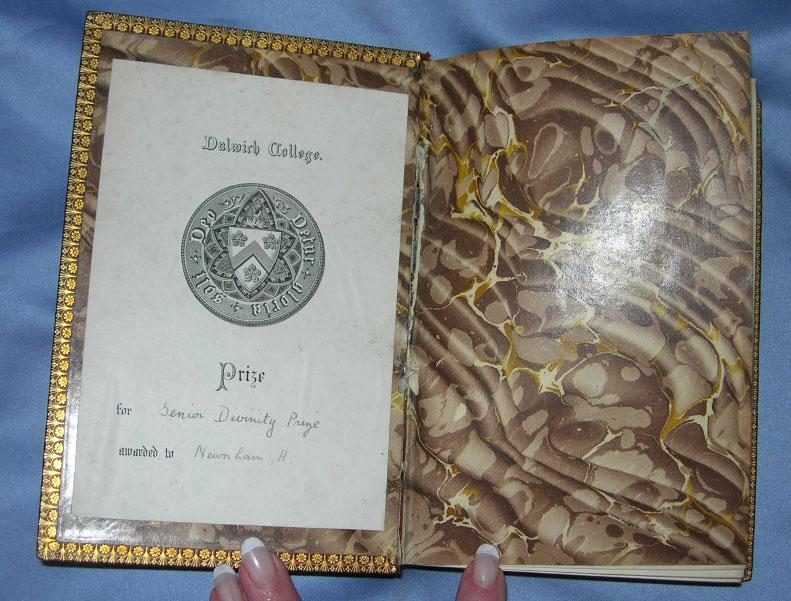 Dulwich College.
Detur gloria soli Deo
Prize
for Senior Divinity Prize
awarded to Newnham, H.